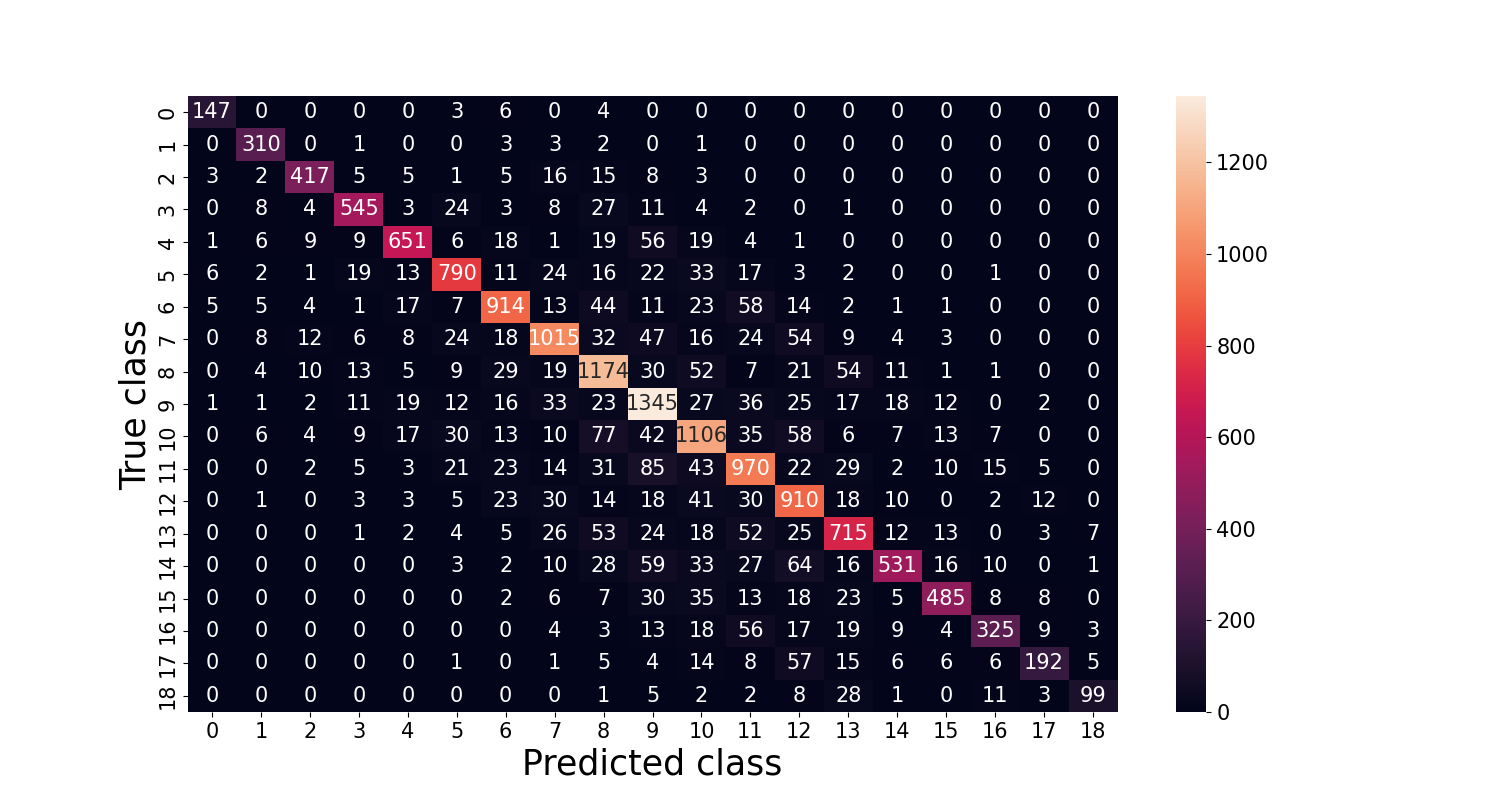 0 147 0 0 0 0 3 6 0 4 0 0 0 0 0 0 0 0 0 0
1 0 310 0 1 0 0 3 3 2 0 1 0 0 0 0 0 0 0 0
2 3 2 417 5 5 1 5 16 15 8 3 0 0 0 0 0 0 0 0
3 0 8 4 545 3 24 3 8 27 11 4 2 0 1 0 0 0 0 0
4 1 6 9 9 651 6 18 1 19 56 19 4 1 0 0 0 0 0 0
5 6 2 1 19 13 790 11 24 16 22 33 17 3 2 0 0 1 0 0
6 5 5 4 1 17 7 914 13 44 11 23 58 14 2 1 1 0 0 0
7 0 8 12 6 8 24 18 1015 32 47 16 24 54 9 4 3 0 0 0
8 0 4 10 13 5 9 29 19 1174 30 52 7 21 54 11 1 1 0 0
9 1 1 2 11 19 12 16 33 23 1345 27 36 25 17 18 12 0 2 0
10 0 6 4 9 17 30 13 10 77 42 1106 35 58 6 7 13 7 0 0
11 0 0 2 5 3 21 23 14 31 85 43 970 22 29 2 10 15 5 0
12 0 1 0 3 3 5 23 30 14 18 41 30 910 18 10 0 2 12 0
13 0 0 0 1 2 4 5 26 53 24 18 52 25 715 12 13 0 3 7
14 0 0 0 0 0 3 2 10 28 59 33 27 64 16 531 16 10 0 1
15 0 0 0 0 0 0 2 6 7 30 35 13 18 23 5 485 8 8 0
16 0 0 0 0 0 0 0 4 3 13 18 56 17 19 9 4 325 9 3
17 0 0 0 0 0 1 0 1 5 4 14 8 57 15 6 6 6 192 5
18 0 0 0 0 0 0 0 0 1 5 2 2 8 28 1 0 11 3 99
0 1 2 3 4 5 6 7 8 9 10 11 12 13 14 15 16 17 18
Predicted class
True class
1200
1000
800
600
400
200
0